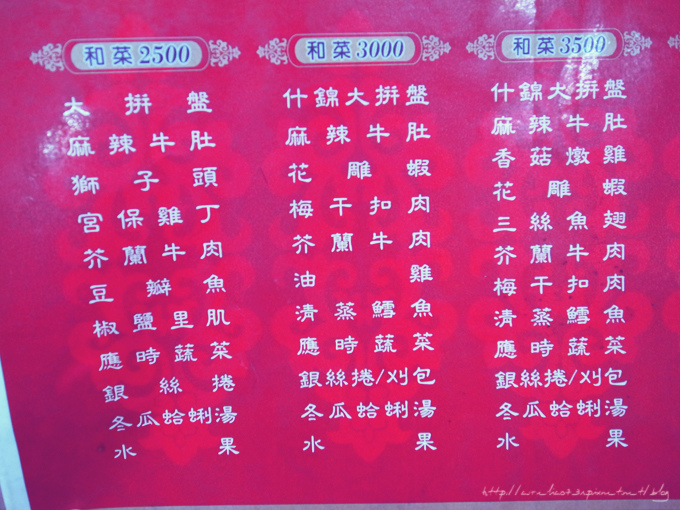 和菜2500
大拼盤
麻辣牛肚
獅子頭
宮保雞丁
芥蘭牛肉
豆瓣魚
椒鹽里肌
應時蔬菜
銀絲捲
冬瓜蛤蜊湯
水果
和菜3000
什錦大拼盤
麻辣牛肚
花雕蝦
梅干扣肉
芥蘭牛肉
油雞
清蒸鱈魚
應時蔬菜
銀絲捲/刈包
冬瓜蛤蜊湯
水果
和菜3500
什錦大拼盤
麻辣牛肚
香菇燉雞
花雕蝦
三絲魚翅
芥蘭牛肉
梅干扣肉
清蒸鱈魚
應時蔬菜
銀絲捲/刈包
冬瓜蛤蜊湯
水果